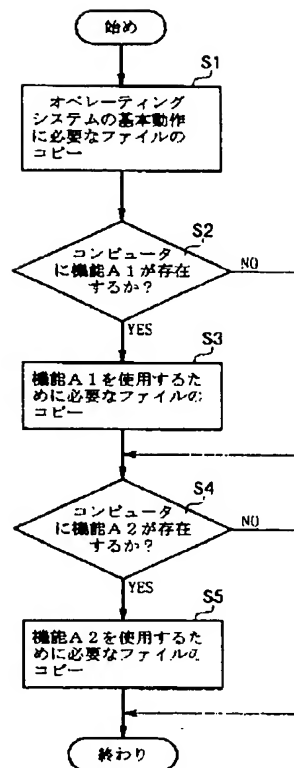 始め
S1
オペレーティング
システムの基本動作
に必要なファイルの
コピー
S2
コンピュータ
に機能A1が存在
するか?
NO
YES
S3
機能A1を使用するた
めに必要なファイルの
コピー
S4
コンピュータ
に機能A2が存在
するか?
NO
YES
S5
機能A2を使用するた
めに必要なファイルの
コピー
終わり